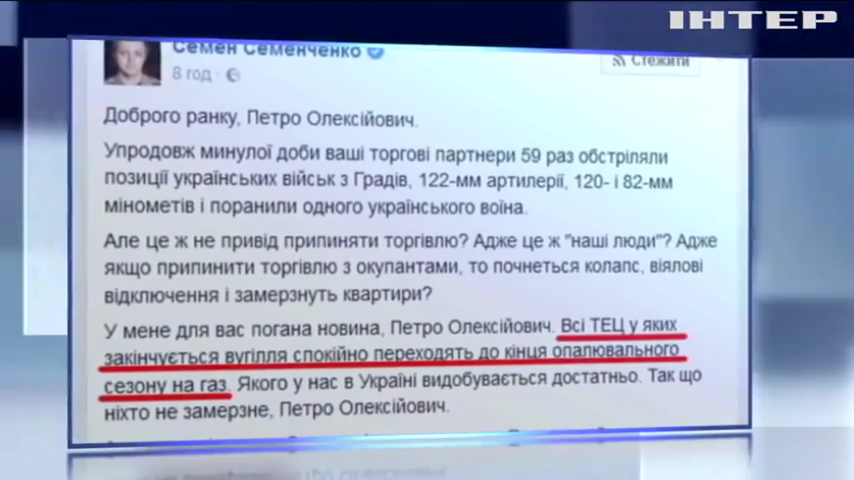 ІНТЕР
Семен Семенченко
8 год ·
Стежити
Доброго ранку, Петро Олексійович.
Упродовж минулої доби ваші торгові партнери 59 раз обстріляли
позиції українських військ з Градів, 122-мм артилерії, 120- і 82-мм
мінометів і поранили одного українського воїна.
Але це ж не привід припиняти торгівлю? Адже це ж "наші люди"? Адже
якщо припинити торгівлю з окупантами, то почнеться колапс, віялові
відключення і замерзнуть квартири?
У мене для вас погана новина, Петро Олексійович. Всі ТЕЦ у яких
закінчується вугілля спокійно переходять до кінця опалювального
сезону на газ. Якого у нас в Україні видобувається достатньо. Так що
ніхто не замерзне, Петро Олексійович.